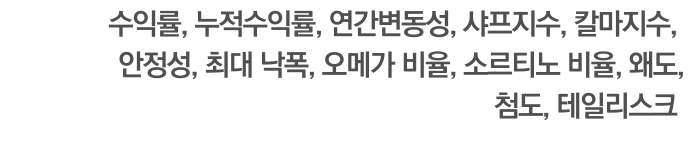 수익률, 누적수익률, 연간변동성, 샤프지수, 칼마지수,
안정성, 최대 낙폭, 오메가 비율, 소르티노 비율, 왜도,
첨도, 테일리스크